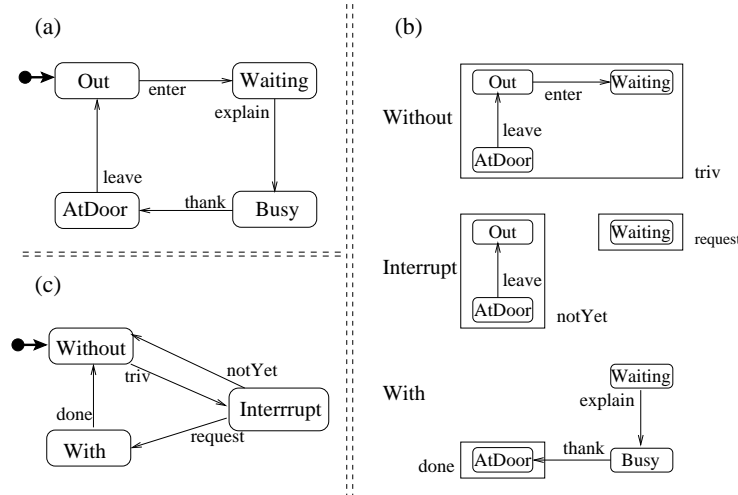 (a)
Out
enter
Waiting
explain
leave
AtDoor
thank
Busy
(c)
Without
triv
notYet
Interrrupt
done
request
With
(b)
Without
Out
enter
Waiting
leave
AtDoor
triv
Interrupt
Out
leave
AtDoor
notYet
Waiting
request
With
Waiting
explain
done
AtDoor
thank
Busy